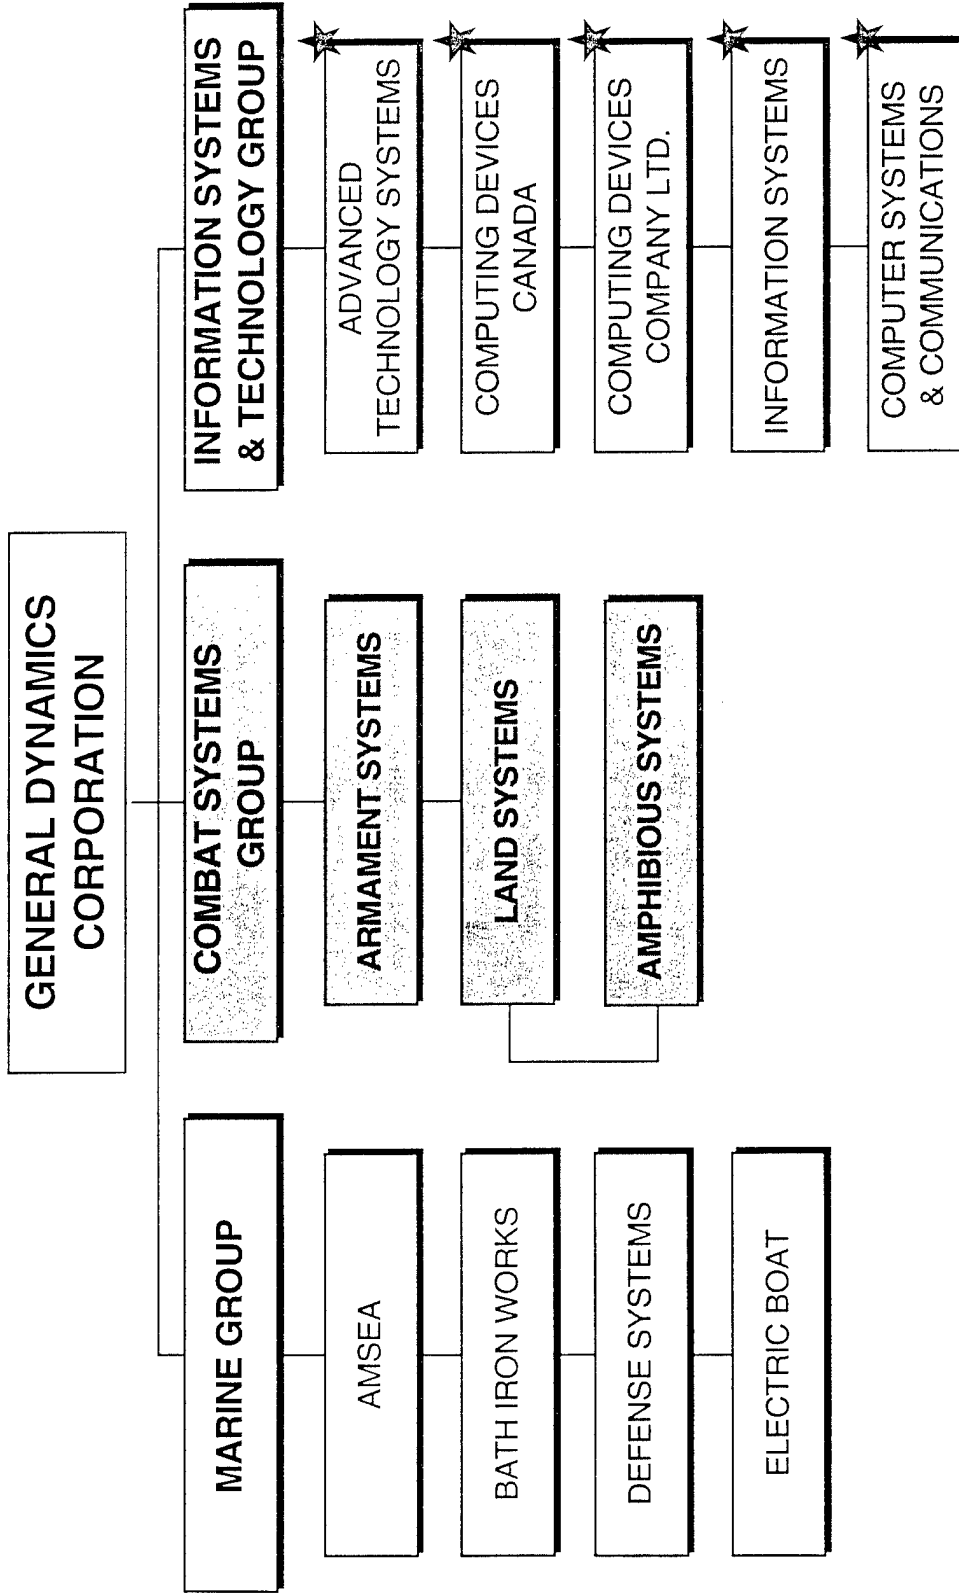 GENERAL DYNAMICS
CORPORATION
MARINE GROUP
AMSEA
BATH IRON WORKS
DEFENSE SYSTEMS
ELECTRIC BOAT
COMBAT SYSTEMS
GROUP
ARMAMENT SYSTEMS
LAND SYSTEMS
AMPHIBIOUS SYSTEMS
INFORMATION SYSTEMS
& TECHNOLOGY GROUP
ADVANCED
TECHNOLOGY SYSTEMS
COMPUTING DEVICES
CANADA
COMPUTING DEVICES
COMPANY LTD.
INFORMATION SYSTEMS
COMPUTER SYSTEMS
& COMMUNICATIONS